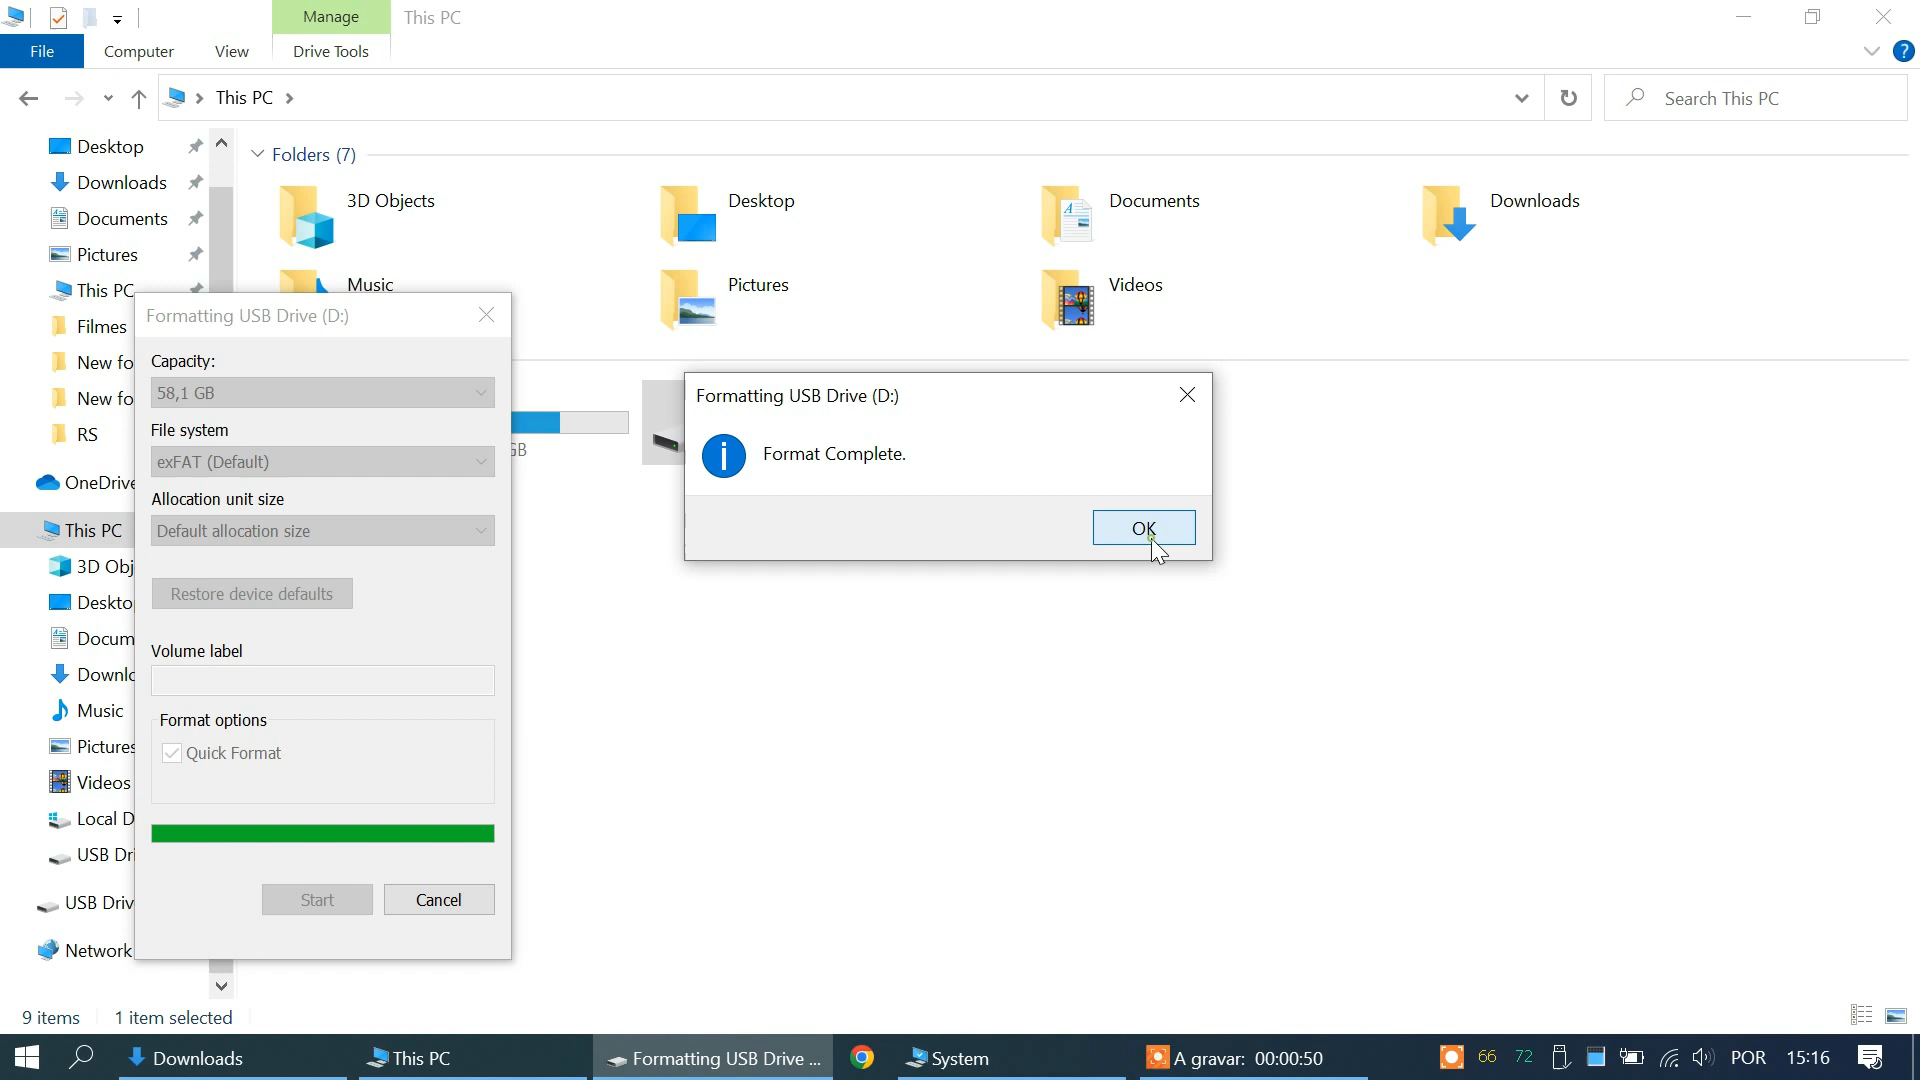 Manage
This PC
File
Computer
View
Drive Tools
This PC
Search This PC
Desktop
Downloads
Documents
Pictures
This PC
Filmes
New fo
New fo
RS
OneDrive
This PC
3D Obj
Deskto
Docum
Downlo
Music
Pictures
Videos
Local D
USB Dri
USB Driv
Network
Folders (7)
3D Objects
Desktop
Documents
Downloads
Music
Pictures
Videos
GB
Formatting USB Drive (D:)
Capacity:
58,1 GB
File system
exFAT (Default)
Allocation unit size
Default allocation size
Restore device defaults
Volume label
Format options
Quick Format
Start
Cancel
Formatting USB Drive (D:)
Format Complete.
OK
9 items
1 item selected
Downloads
This PC
Formatting USB Drive ...
System
A gravar: 00:00:50
66
72
POR
15:16